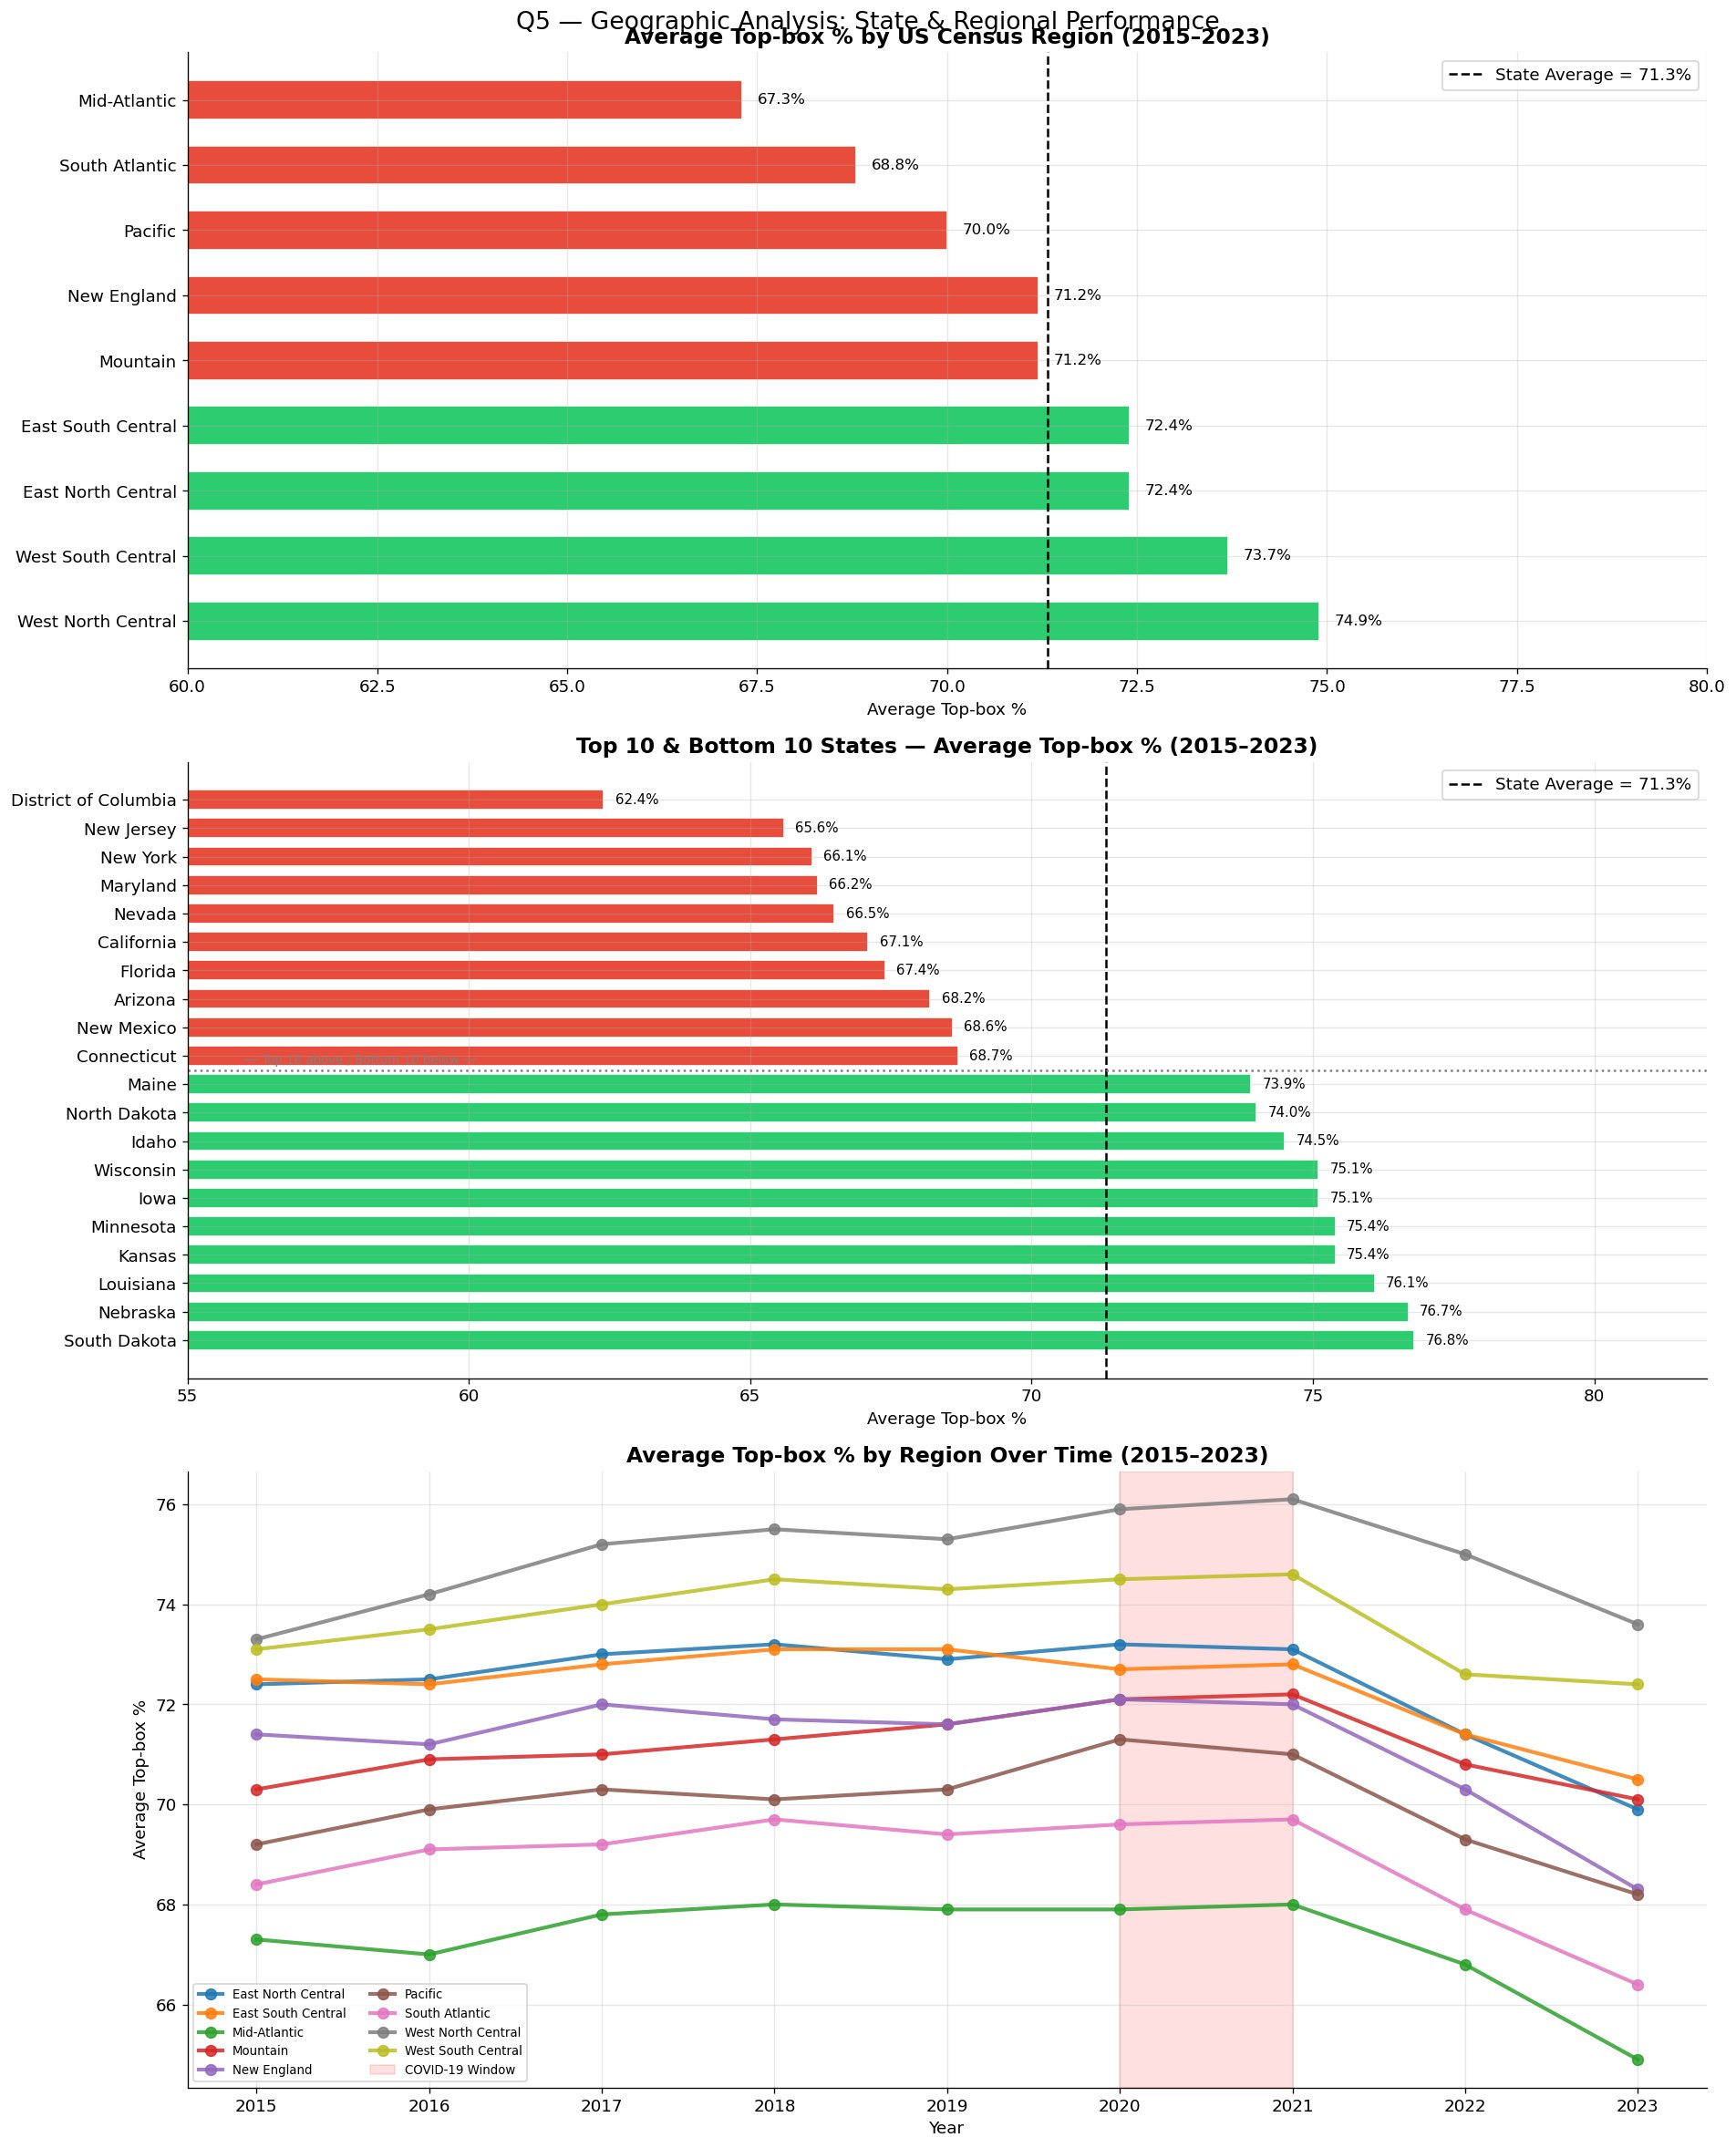 Q5 — Geographic Analysis: State & Regional Performance
Average Top-box % by US Census Region (2015–2023)
State Average = 71.3%
Mid-Atlantic 67.3%
South Atlantic 68.8%
Pacific 70.0%
New England 71.2%
Mountain 71.2%
East South Central 72.4%
East North Central 72.4%
West South Central 73.7%
West North Central 74.9%
60.0 62.5 65.0 67.5 70.0 72.5 75.0 77.5 80.0
Average Top-box %
Top 10 & Bottom 10 States — Average Top-box % (2015–2023)
State Average = 71.3%
District of Columbia 62.4%
New Jersey 65.6%
New York 66.1%
Maryland 66.2%
Nevada 66.5%
California 67.1%
Florida 67.4%
Arizona 68.2%
New Mexico 68.6%
Connecticut 68.7%
Maine 73.9%
North Dakota 74.0%
Idaho 74.5%
Wisconsin 75.1%
Iowa 75.1%
Minnesota 75.4%
Kansas 75.4%
Louisiana 76.1%
Nebraska 76.7%
South Dakota 76.8%
55 60 65 70 75 80
Average Top-box %
Average Top-box % by Region Over Time (2015–2023)
Average Top-box %
76
74
72
70
68
66
East North Central
East South Central
Mid-Atlantic
Mountain
New England
Pacific
South Atlantic
West North Central
West South Central
COVID-19 Window
2015 2016 2017 2018 2019 2020 2021 2022 2023
Year